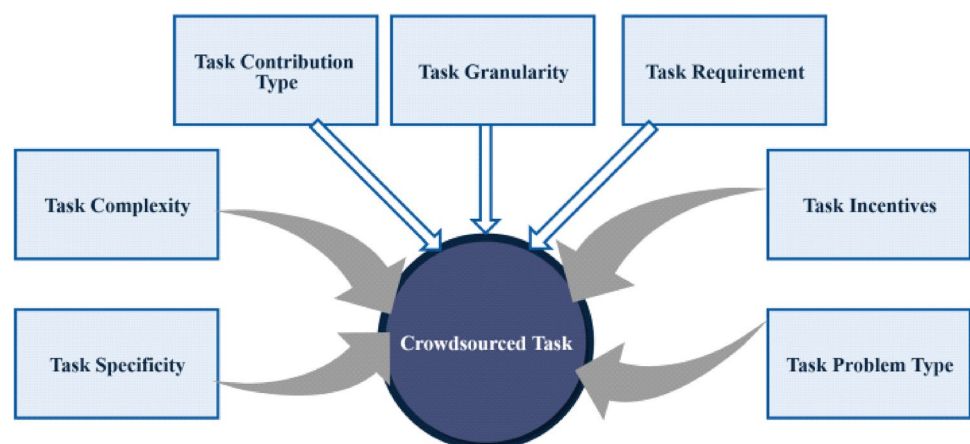 Task Contribution
Type
Task Granularity
Task Requirement
Task Complexity
Task Incentives
Crowdsourced Task
Task Specificity
Task Problem Type